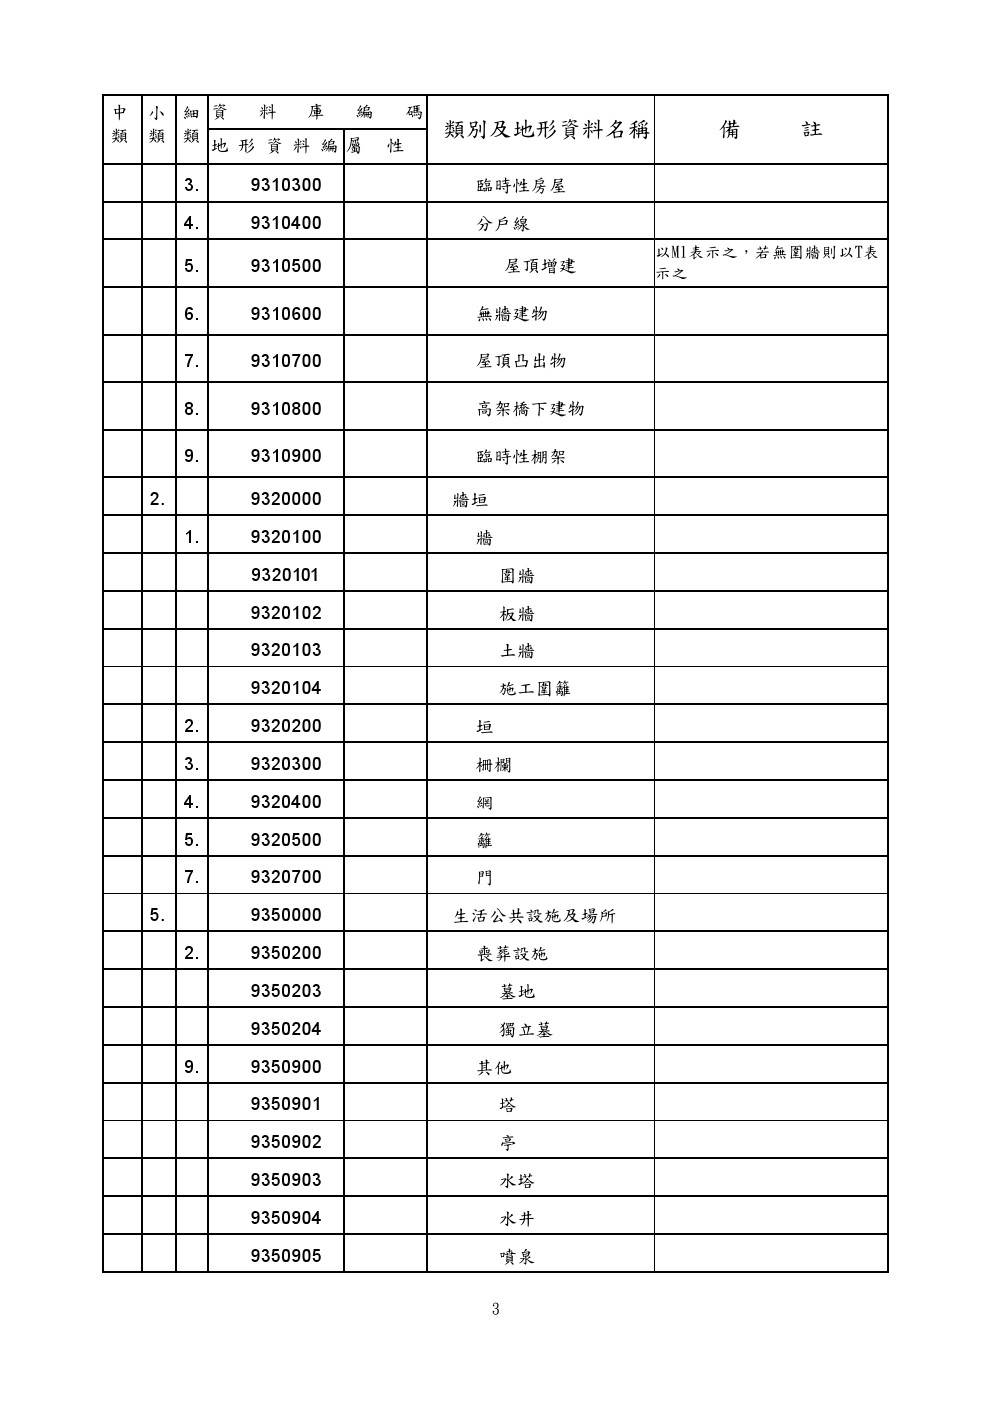 中類 小類 細類 資料庫編碼 類別及地形資料名稱 備註
地形資料編 屬性
3. 9310300 臨時性房屋
4. 9310400 分戶線
5. 9310500 屋頂增建 以M1表示之，若無圍牆則以T表
示之
6. 9310600 無牆建物
7. 9310700 屋頂凸出物
8. 9310800 高架橋下建物
9. 9310900 臨時性棚架
2. 9320000 牆垣
1. 9320100 牆
9320101 圍牆
9320102 板牆
9320103 土牆
9320104 施工圍籬
2. 9320200 垣
3. 9320300 柵欄
4. 9320400 網
5. 9320500 籬
7. 9320700 門
5. 9350000 生活公共設施及場所
2. 9350200 喪葬設施
9350203 墓地
9350204 獨立墓
9. 9350900 其他
9350901 塔
9350902 亭
9350903 水塔
9350904 水井
9350905 噴泉
3